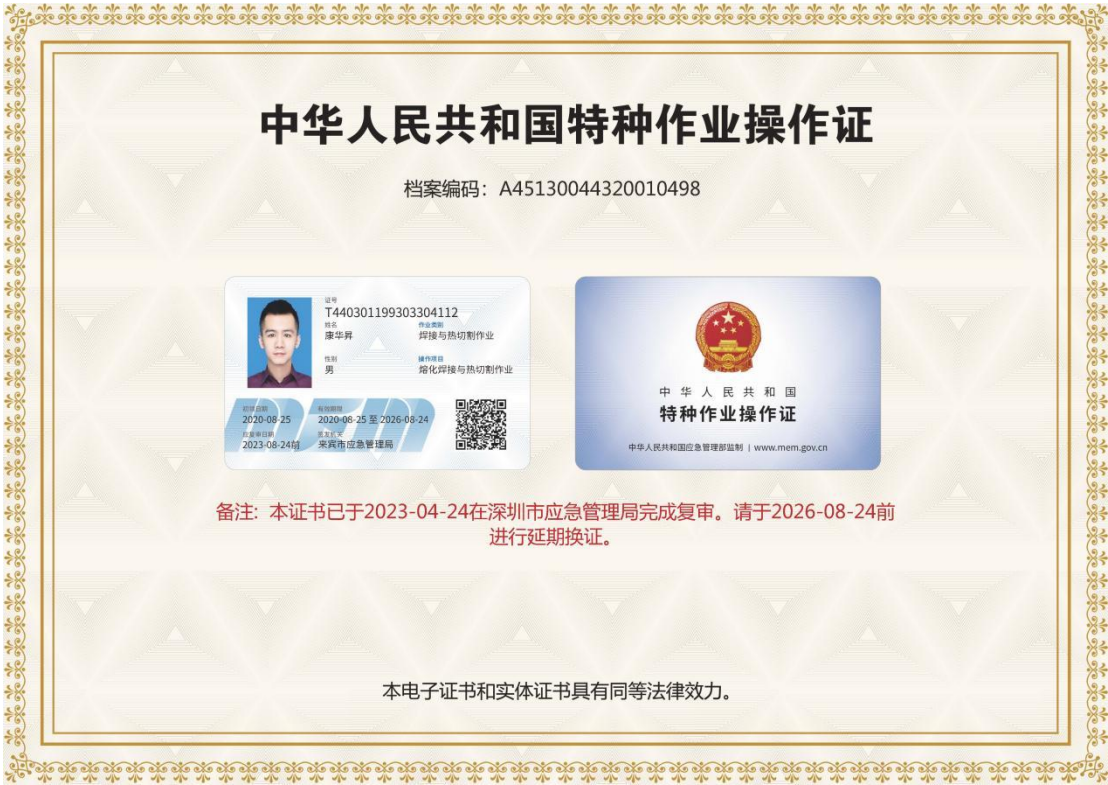 中华人民共和国特种作业操作证
档案编码：A45130044320010498
证号
T440301199303304112
姓名 作业类别
康华昇 焊接与热切割作业
性别 操作项目
男 熔化焊接与热切割作业
初领日期 有效期限
2020-08-25 2020-08-25 至 2026-08-24
应复审日期 签发机关
2023-08-24前 来宾市应急管理局
中华人民共和国
特种作业操作证
中华人民共和国应急管理部监制 | www.mem.gov.cn
备注: 本证书已于2023-04-24在深圳市应急管理局完成复审。请于2026-08-24前
进行延期换证。
本电子证书和实体证书具有同等法律效力。